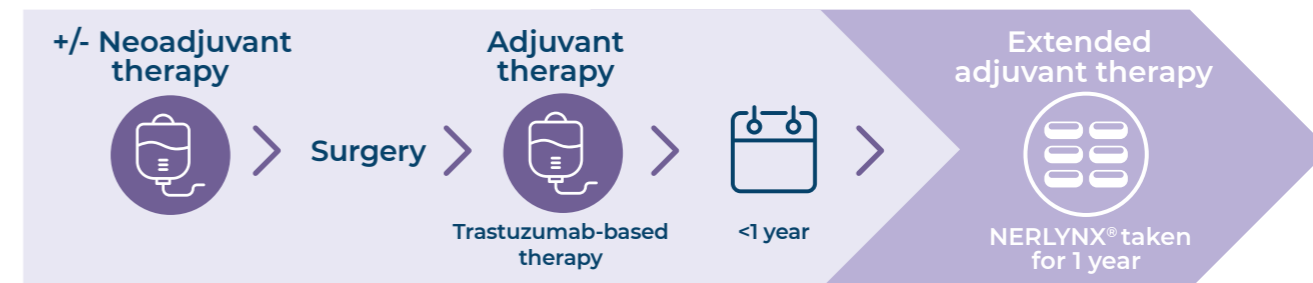 +/- Neoadjuvant
therapy
Surgery
Adjuvant
therapy
Trastuzumab-based
therapy
<1 year
Extended
adjuvant therapy
NERLYNX® taken
for 1 year